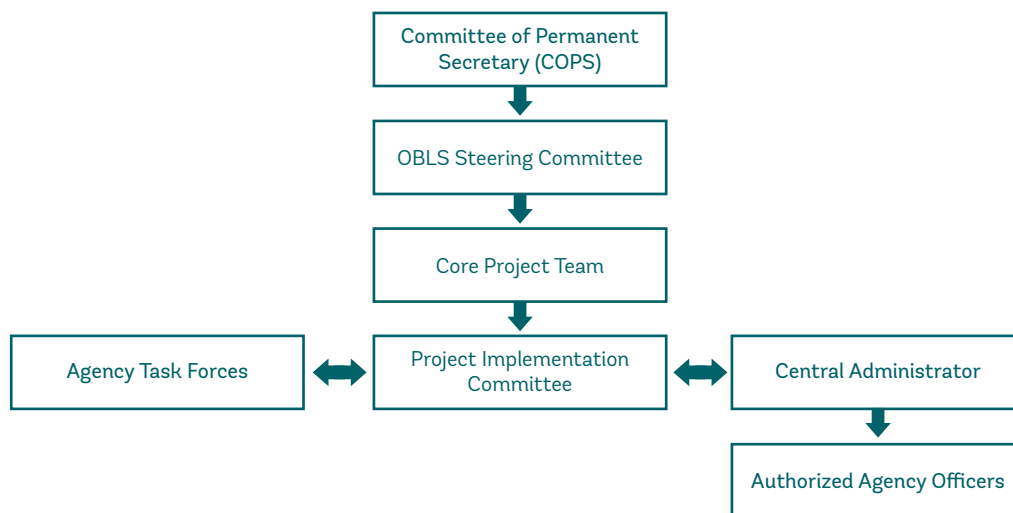 Committee of Permanent
Secretary (COPS)
OBLS Steering Committee
Core Project Team
Agency Task Forces
Project Implementation
Committee
Central Administrator
Authorized Agency Officers